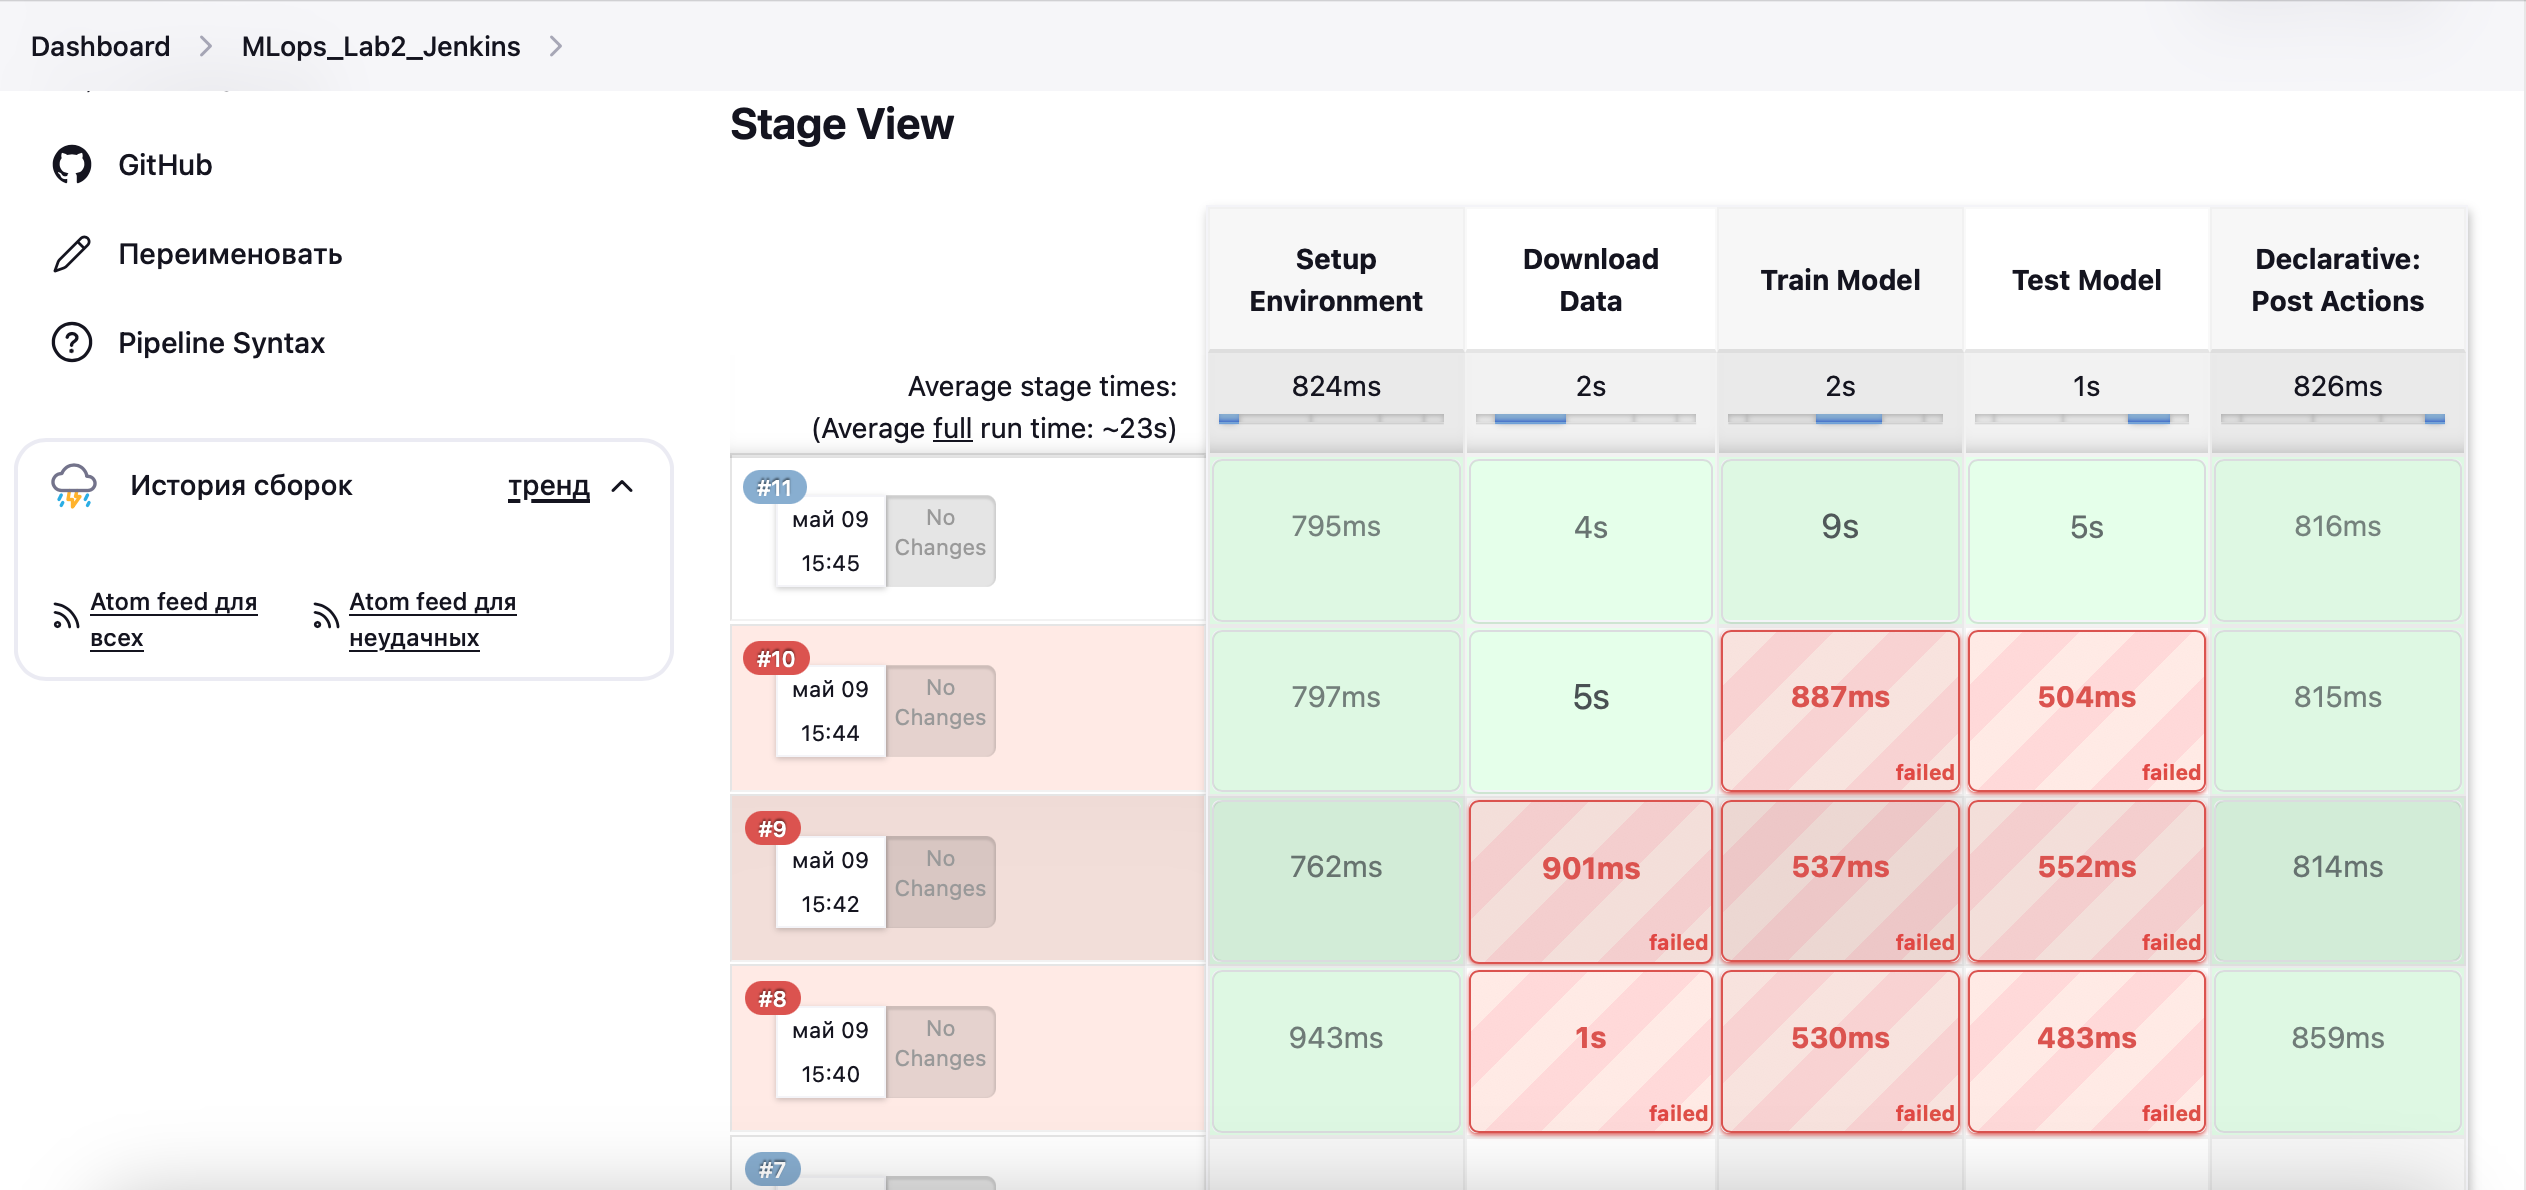 Dashboard
MLops_Lab2_Jenkins
GitHub
Переименовать
Pipeline Syntax
История сборок
тренд
Atom feed для
всех
Atom feed для
неудачных
Stage View
Average stage times:
(Average full run time: ~23s)
Setup
Environment
Download
Data
Train Model
Test Model
Declarative:
Post Actions
824ms
2s
2s
1s
826ms
#11
май 09
15:45
No
Changes
795ms
4s
9s
5s
816ms
#10
май 09
15:44
No
Changes
797ms
5s
887ms
failed
504ms
failed
815ms
#9
май 09
15:42
No
Changes
762ms
901ms
failed
537ms
failed
552ms
failed
814ms
#8
май 09
15:40
No
Changes
943ms
1s
failed
530ms
failed
483ms
failed
859ms
#7